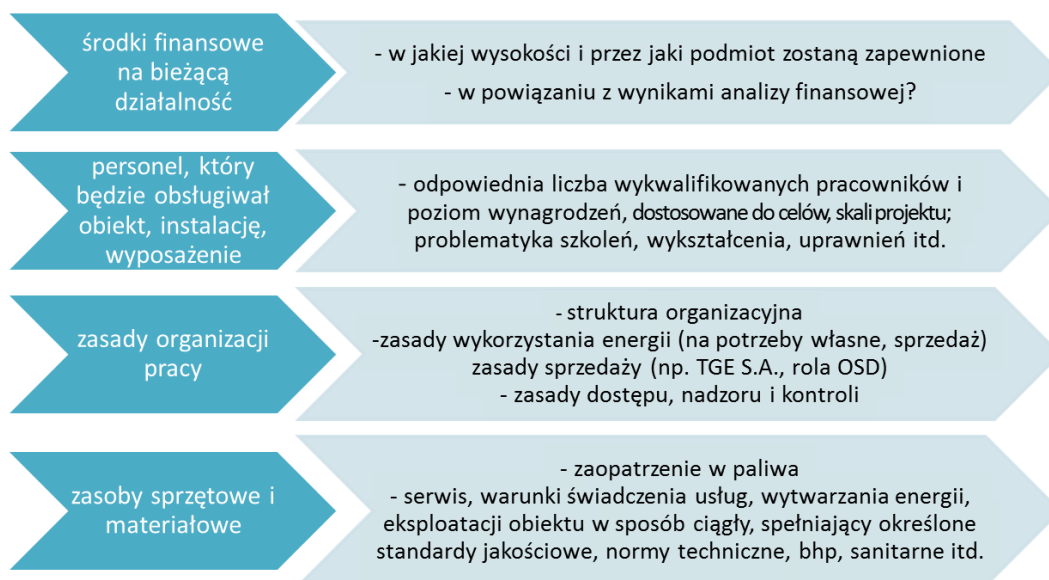 środki finansowe
na bieżącą
działalność
- w jakiej wysokości i przez jaki podmiot zostaną zapewnione
- w powiązaniu z wynikami analizy finansowej?
personel, który
będzie obsługiwał
obiekt, instalację,
wyposażenie
- odpowiednia liczba wykwalifikowanych pracowników i
poziom wynagrodzeń, dostosowane do celów, skali projektu;
problematyka szkoleń, wykształcenia, uprawnień itd.
zasady organizacji
pracy
- struktura organizacyjna
-zasady wykorzystania energii (na potrzeby własne, sprzedaż)
zasady sprzedaży (np. TGE S.A., rola OSD)
- zasady dostępu, nadzoru i kontroli
zasoby sprzętowe i
materiałowe
- zaopatrzenie w paliwa
- serwis, warunki świadczenia usług, wytwarzania energii,
eksploatacji obiektu w sposób ciągły, spełniający określone
standardy jakościowe, normy techniczne, bhp, sanitarne itd.